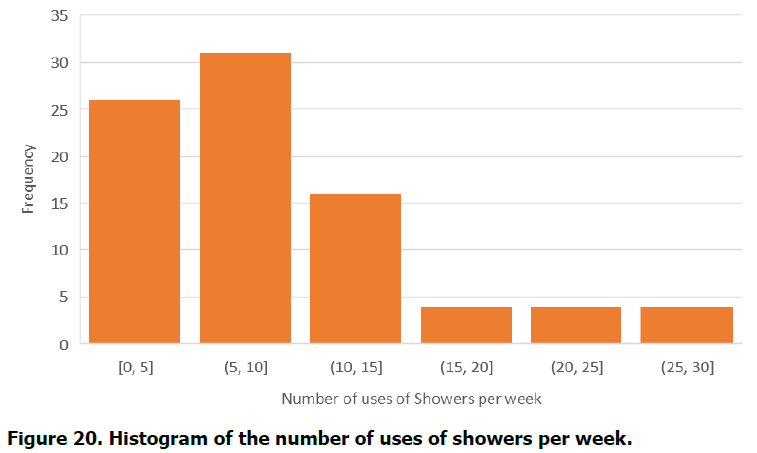 35
30
25
20
15
10
5
0
Frequency
[0, 5] (5, 10] (10, 15] (15, 20] (20, 25] (25, 30]
Number of uses of Showers per week
Figure 20. Histogram of the number of uses of showers per week.